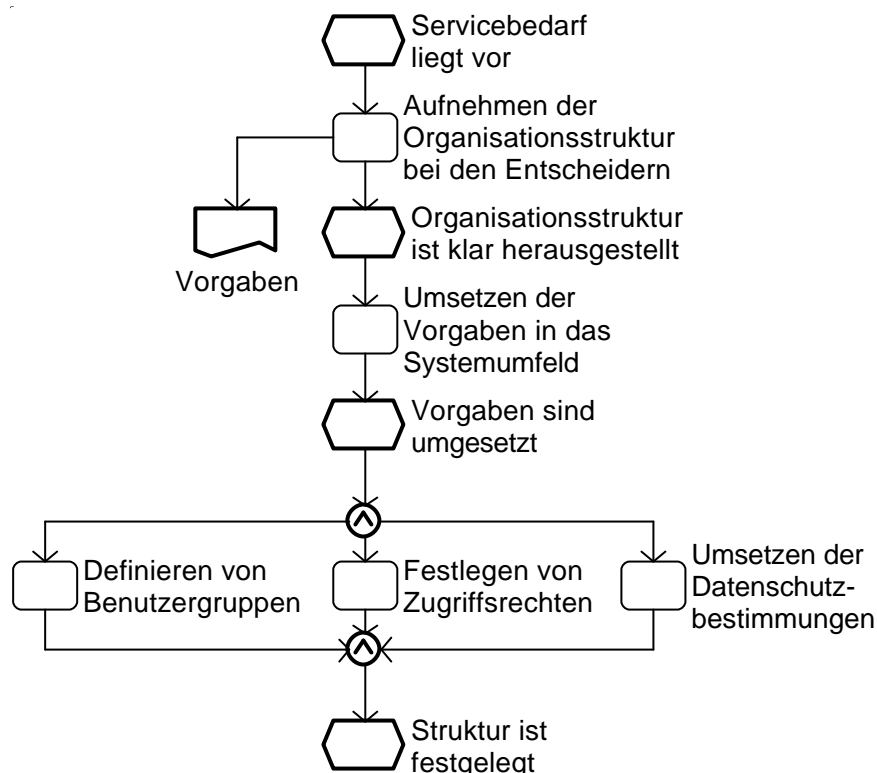 Servicebedarf
liegt vor
Aufnehmen der
Organisationsstruktur
bei den Entscheidern
Organisationsstruktur
ist klar herausgestellt
Vorgaben
Umsetzen der
Vorgaben in das
Systemumfeld
Vorgaben sind
umgesetzt
Definieren von
Benutzergruppen
Festlegen von
Zugriffsrechten
Umsetzen der
Datenschutz-
bestimmungen
Struktur ist
festgelegt